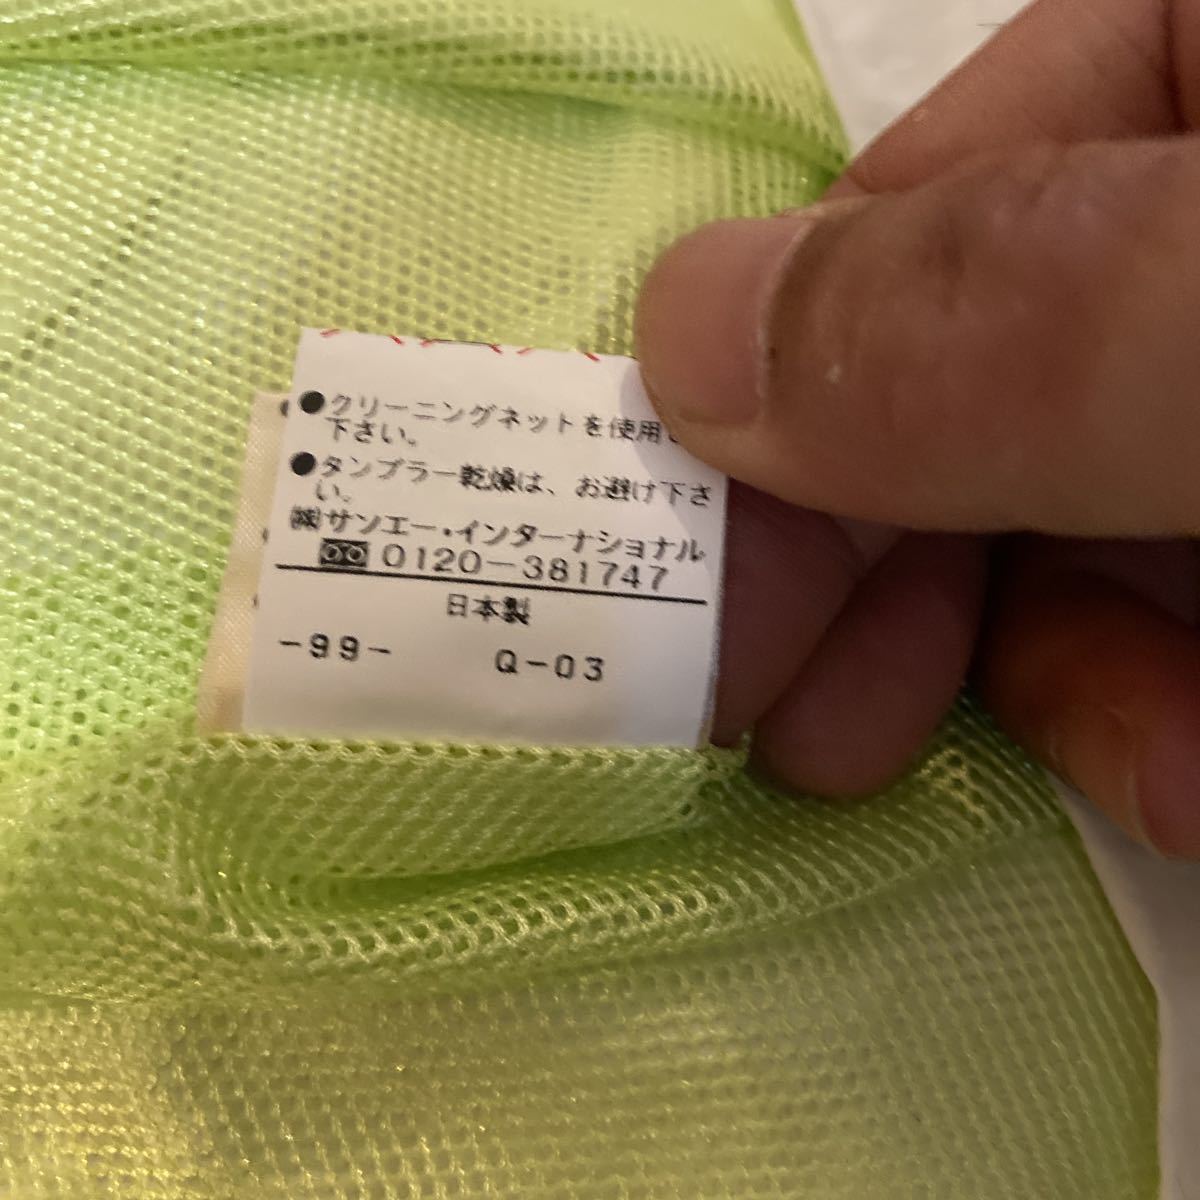 ●クリーニングネットを使用し
下さい。
●タンブラー乾燥は、お避け下さ
い。
㈱サンエー・インターナショナル
0120-381747
日本製
-99- Q-03